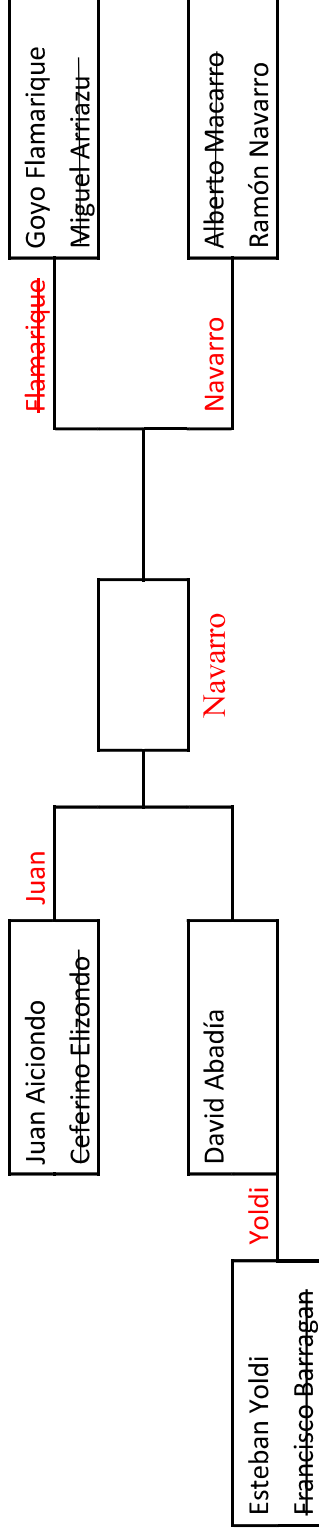 Esteban Yoldi
Francisco Barragan
Yoldi
Juan Aiciondo
Ceferino Elizondo
David Abadía
Juan
Navarro
Flamarique
Navarro
Goyo Flamarique
Miguel Arriazu
Alberto Macarro
Ramón Navarro